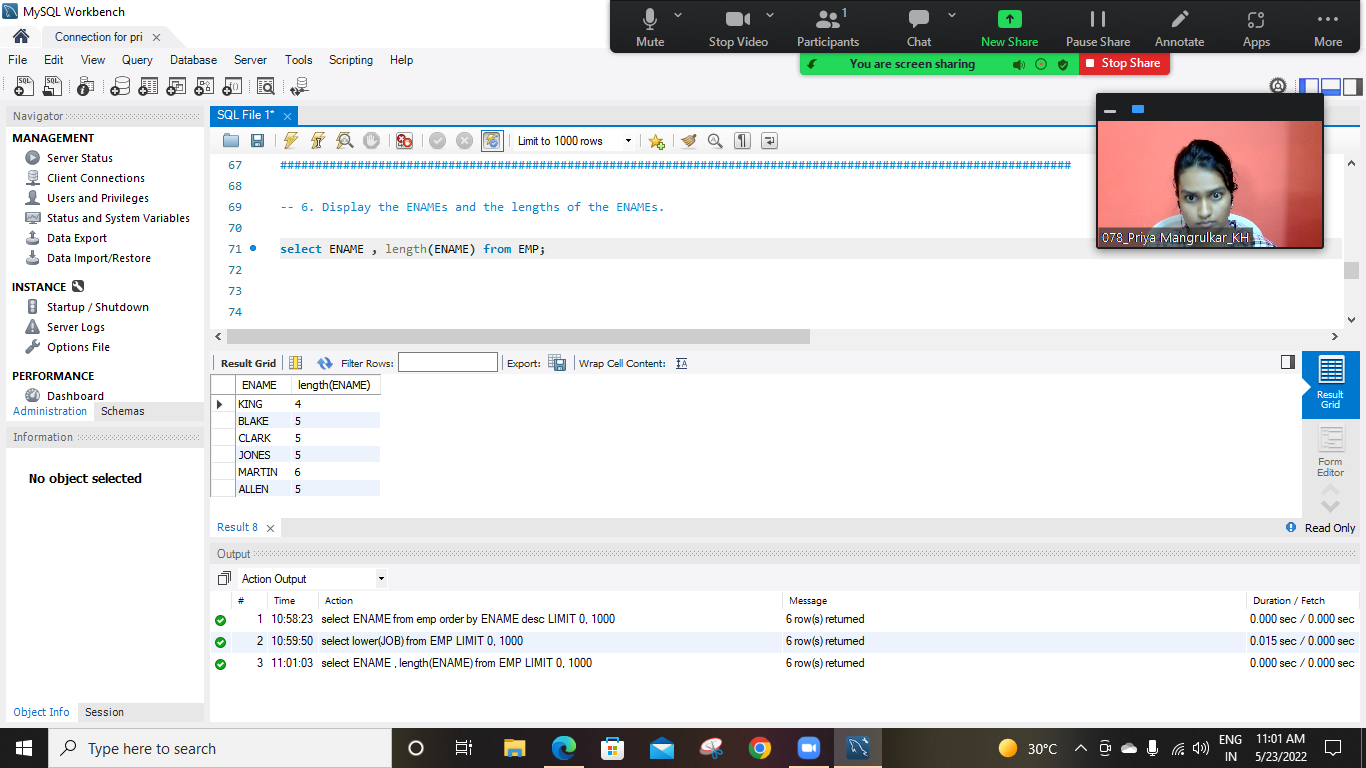 MySQL Workbench
Mute
Stop Video
Participants
1
Chat
New Share
Pause Share
Annotate
Apps
More
You are screen sharing
Stop Share
Connection for pri
File Edit View Query Database Server Tools Scripting Help
Navigator
MANAGEMENT
Server Status
Client Connections
Users and Privileges
Status and System Variables
Data Export
Data Import/Restore
INSTANCE
Startup / Shutdown
Server Logs
Options File
PERFORMANCE
Dashboard
Administration Schemas
Information
No object selected
Object Info Session
SQL File 1*
Limit to 1000 rows
67 #################################################################################################################
68
69 -- 6. Display the ENAMEs and the lengths of the ENAMEs.
70
71 select ENAME , length(ENAME) from EMP;
72
73
74
078_Priya Mangrulkar_KH
Result Grid Filter Rows: Export: Wrap Cell Content:
ENAME length(ENAME)
KING 4
BLAKE 5
CLARK 5
JONES 5
MARTIN 6
ALLEN 5
Result Grid
Form Editor
Result 8
Read Only
Output
Action Output
# Time Action Message Duration / Fetch
1 10:58:23 select ENAME from emp order by ENAME desc LIMIT 0, 1000 6 row(s) returned 0.000 sec / 0.000 sec
2 10:59:50 select lower(JOB) from EMP LIMIT 0, 1000 6 row(s) returned 0.015 sec / 0.000 sec
3 11:01:03 select ENAME , length(ENAME) from EMP LIMIT 0, 1000 6 row(s) returned 0.000 sec / 0.000 sec
Type here to search
30°C
ENG
IN
11:01 AM
5/23/2022